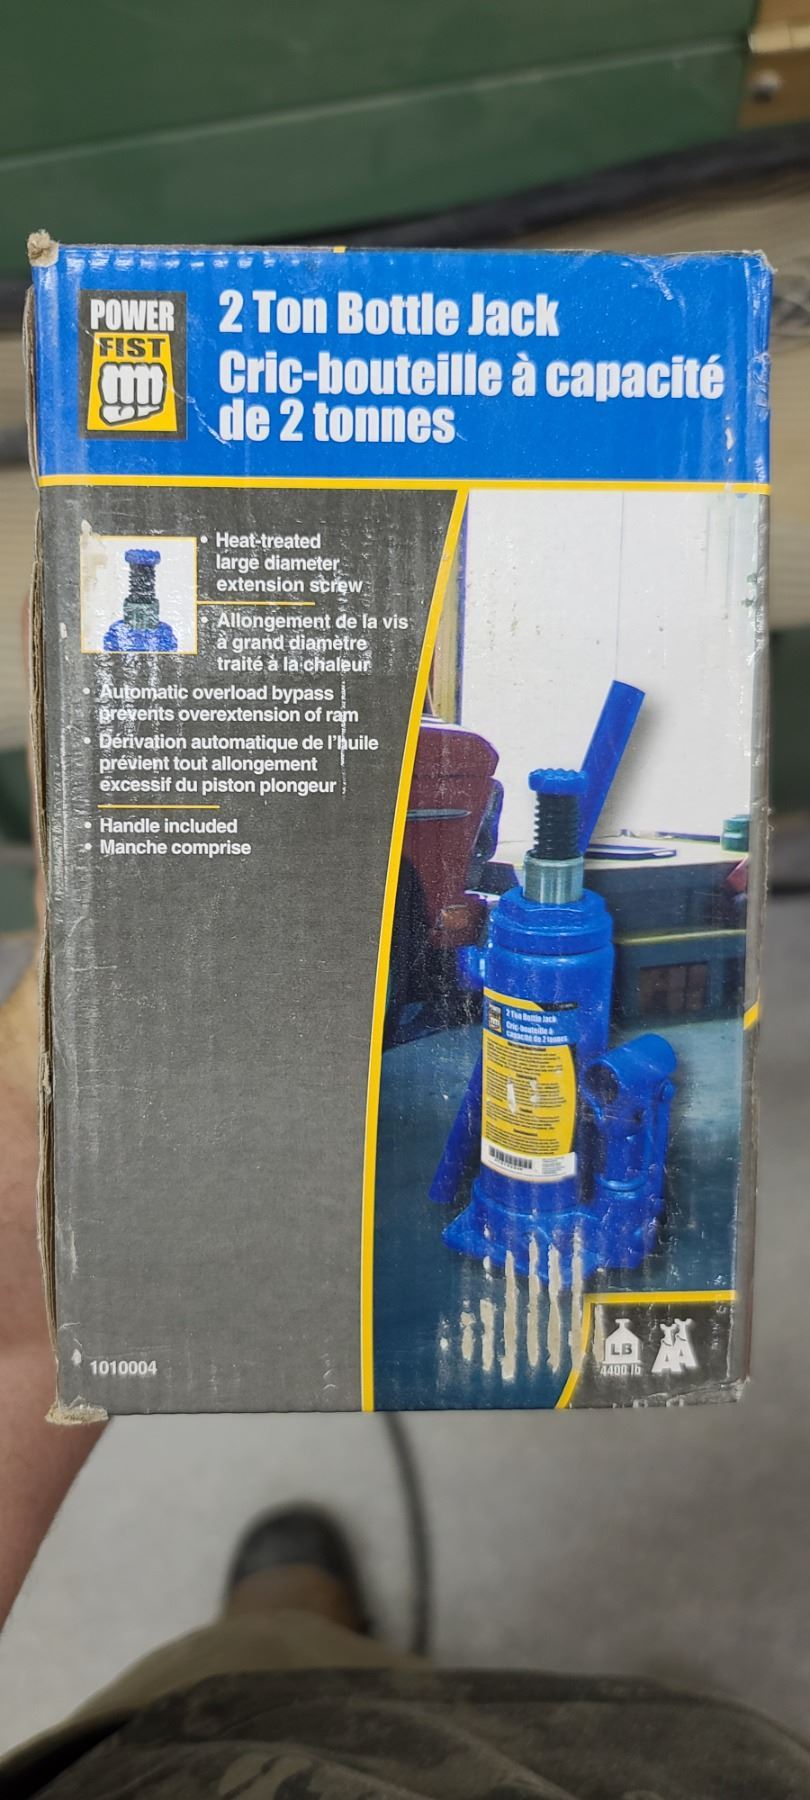 POWER
FIST
2 Ton Bottle Jack
Cric-bouteille à capacité
de 2 tonnes
• Heat-treated
large diameter
extension screw
• Allongement de la vis
à grand diamètre
traité à la chaleur
• Automatic overload bypass
prevents overextension of ram
• Dérivation automatique de l'huile
prévient tout allongement
excessif du piston plongeur
• Handle included
• Manche comprise
POWER
FIST
2 Ton Bottle Jack
Cric-bouteille à
capacité de 2 tonnes
1010004
LB
4400 lb